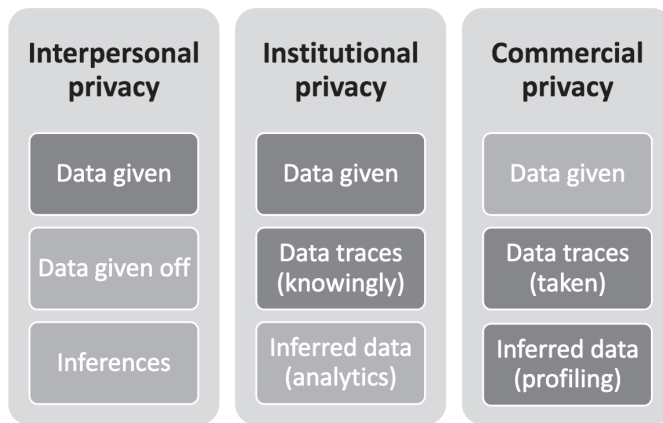 Interpersonal
privacy
Data given
Data given off
Inferences
Institutional
privacy
Data given
Data traces
(knowingly)
Inferred data
(analytics)
Commercial
privacy
Data given
Data traces
(taken)
Inferred data
(profiling)